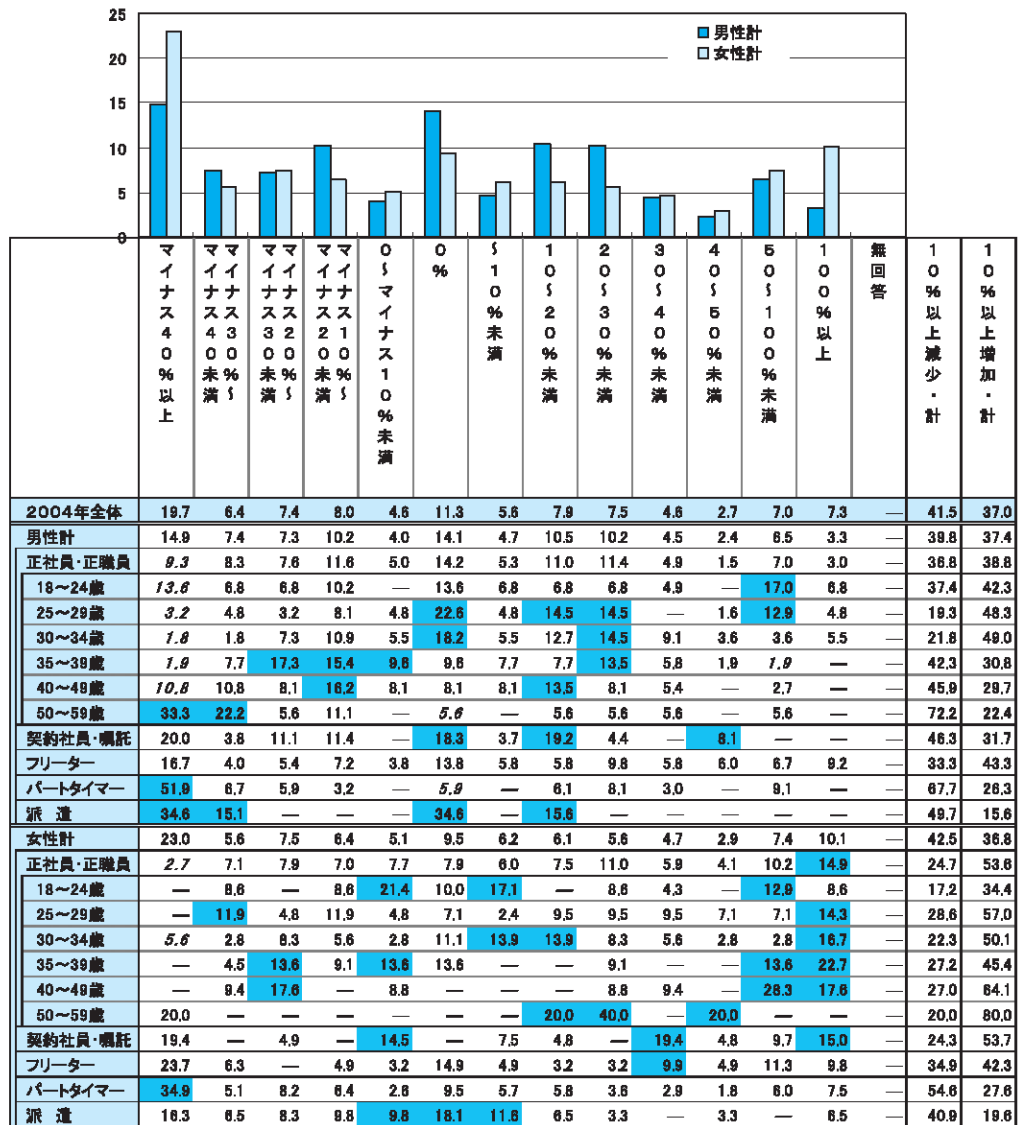 25
20
15
10
5
0
男性計
女性計
マイナス40%以上
マイナス30%~マイナス40未満
マイナス20%~マイナス30未満
マイナス10%~マイナス20未満
0~マイナス10%未満
0%
~10%未満
10~20%未満
20~30%未満
30~40%未満
40~50%未満
50~100%未満
100%以上
無回答
10%以上減少・計
10%以上増加・計
2004年全体 19.7 6.4 7.4 8.0 4.6 11.3 5.6 7.9 7.5 4.6 2.7 7.0 7.3 — 41.5 37.0
男性計 14.9 7.4 7.3 10.2 4.0 14.1 4.7 10.5 10.2 4.5 2.4 6.5 3.3 — 39.8 37.4
正社員・正職員 9.3 8.3 7.6 11.6 5.0 14.2 5.3 11.0 11.4 4.9 1.5 7.0 3.0 — 36.8 38.8
18~24歳 13.6 6.8 6.8 10.2 — 13.6 6.8 6.8 6.8 4.9 — 17.0 6.8 — 37.4 42.3
25~29歳 3.2 4.8 3.2 8.1 4.8 22.6 4.8 14.5 14.5 — 1.6 12.9 4.8 — 19.3 48.3
30~34歳 1.8 1.8 7.3 10.9 5.5 18.2 5.5 12.7 14.5 9.1 3.6 3.6 5.5 — 21.8 49.0
35~39歳 1.9 7.7 17.3 15.4 9.6 9.6 7.7 7.7 13.5 5.8 1.9 1.9 — — 42.3 30.8
40~49歳 10.8 10.8 8.1 16.2 8.1 8.1 8.1 13.5 8.1 5.4 — 2.7 — — 45.9 29.7
50~59歳 33.3 22.2 5.6 11.1 — 5.6 — 5.6 5.6 5.6 — 5.6 — — 72.2 22.4
契約社員・嘱託 20.0 3.8 11.1 11.4 — 18.3 3.7 19.2 4.4 — 8.1 — — — 46.3 31.7
フリーター 16.7 4.0 5.4 7.2 3.8 13.8 5.8 5.8 9.8 5.8 6.0 6.7 9.2 — 33.3 43.3
パートタイマー 51.9 6.7 5.9 3.2 — 5.9 — 6.1 8.1 3.0 — 9.1 — — 67.7 26.3
派 遣 34.6 15.1 — — — 34.6 — 15.6 — — — — — — 49.7 15.6
女性計 23.0 5.6 7.5 6.4 5.1 9.5 6.2 6.1 5.6 4.7 2.9 7.4 10.1 — 42.5 36.8
正社員・正職員 2.7 7.1 7.9 7.0 7.7 7.9 6.0 7.5 11.0 5.9 4.1 10.2 14.9 — 24.7 53.6
18~24歳 — 8.6 — 8.6 21.4 10.0 17.1 — 8.6 4.3 — 12.9 8.6 — 17.2 34.4
25~29歳 — 11.9 4.8 11.9 4.8 7.1 2.4 9.5 9.5 9.5 7.1 7.1 14.3 — 28.6 57.0
30~34歳 5.6 2.8 8.3 5.6 2.8 11.1 13.9 13.9 8.3 5.6 2.8 2.8 16.7 — 22.3 50.1
35~39歳 — 4.5 13.6 9.1 13.6 13.6 — — 9.1 — — 13.6 22.7 — 27.2 45.4
40~49歳 — 9.4 17.6 — 8.8 — — — 8.8 9.4 — 28.3 17.6 — 27.0 64.1
50~59歳 20.0 — — — — — — 20.0 40.0 — 20.0 — — — 20.0 80.0
契約社員・嘱託 19.4 — 4.9 — 14.5 — 7.5 4.8 — 19.4 4.8 9.7 15.0 — 24.3 53.7
フリーター 23.7 6.3 — 4.9 3.2 14.9 4.9 3.2 3.2 9.9 4.9 11.3 9.8 — 34.9 42.3
パートタイマー 34.9 5.1 8.2 6.4 2.6 9.5 5.7 5.8 3.6 2.9 1.8 6.0 7.5 — 54.6 27.6
派 遣 16.3 6.5 8.3 9.8 9.8 18.1 11.6 6.5 3.3 — 3.3 — 6.5 — 40.9 19.6